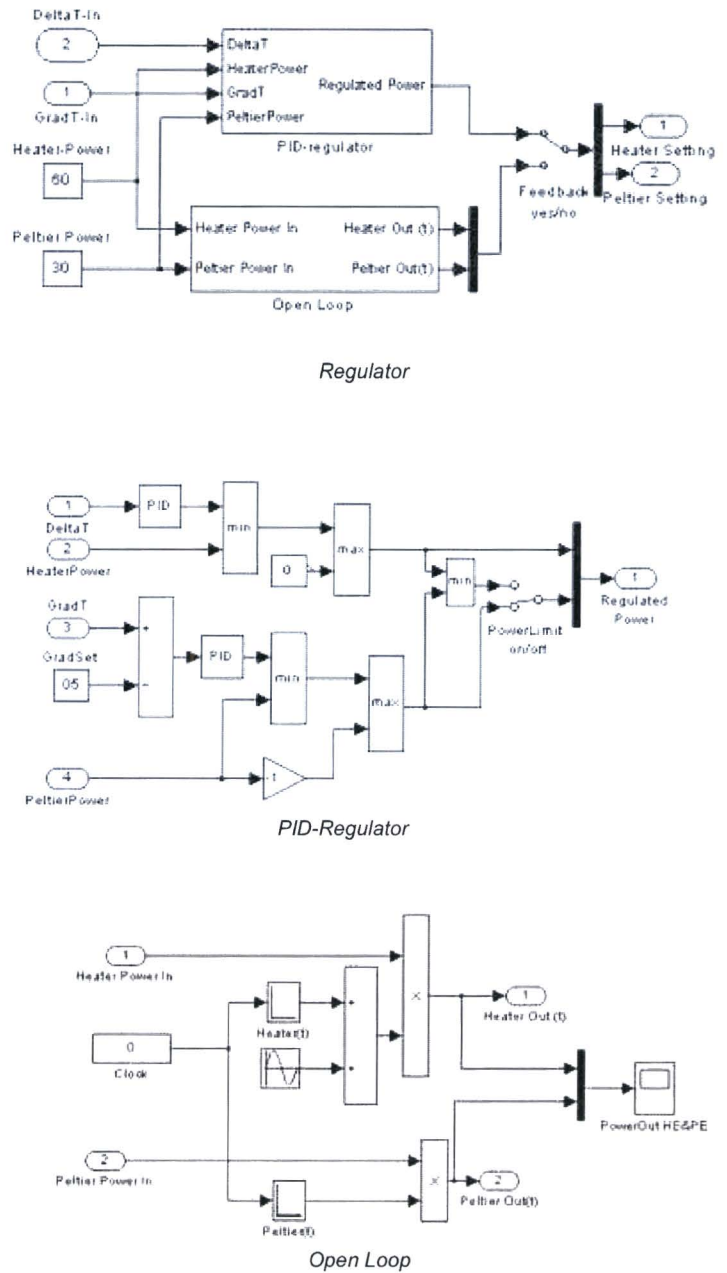 DeltaT-In
2
1
GradT-In
Heater-Power
60
Peltier Power
30
DeltaT
HeaterPower
GradT
PeltierPower
Regulated Power
PID-regulator
Heater Power In
Peltier Power In
Heater Out (t)
Peltier Out(t)
Open Loop
Feedback
yes/no
1
Heater Setting
2
Peltier Setting
Regulator
1
DeltaT
2
HeaterPower
PID
min
0
max
GradT
3
GradSet
05
+
−
PID
min
max
min
PowerLimit
on/off
1
Regulated
Power
4
PeltierPower
-1
PID-Regulator
1
Heater Power In
0
Clock
Heater(t)
+
+
×
1
Heater Out (t)
PowerOut HE&PE
2
Peltier Power In
Peltier(t)
×
2
Peltier Out(t)
Open Loop